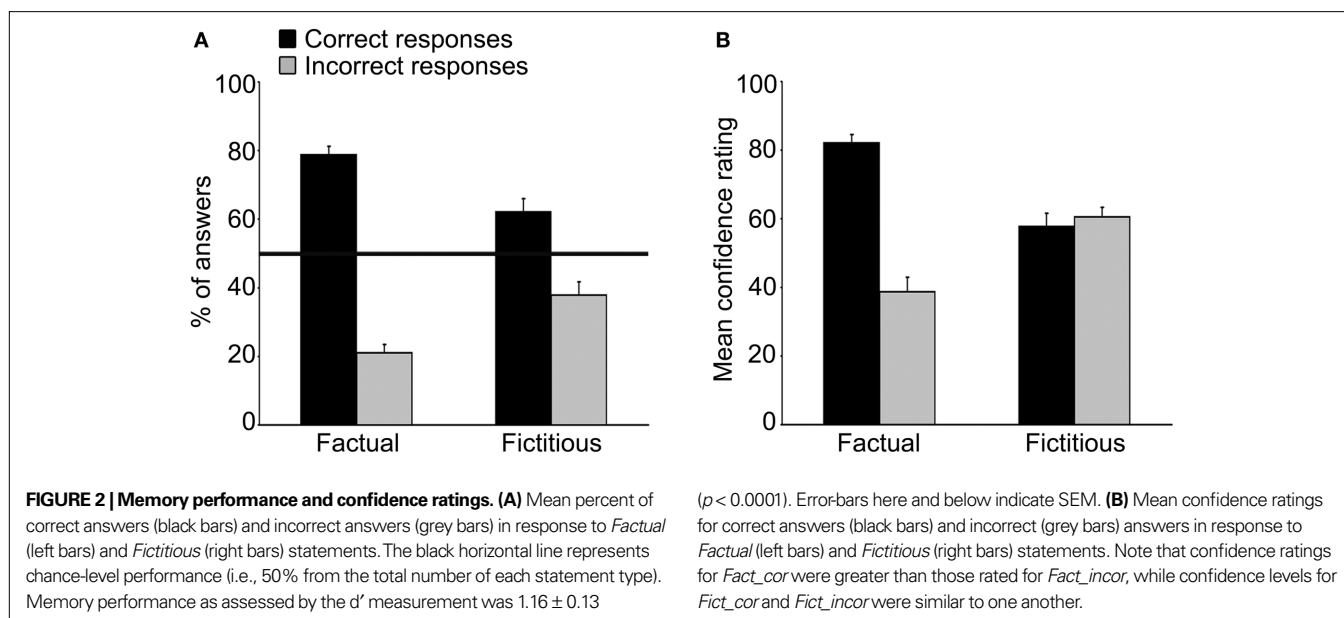 A
Correct responses
Incorrect responses
100
80
60
40
20
0
% of answers
Factual
Fictitious
B
100
80
60
40
20
0
Mean confidence rating
Factual
Fictitious
FIGURE 2 | Memory performance and confidence ratings. (A) Mean percent of
correct answers (black bars) and incorrect answers (grey bars) in response to Factual
(left bars) and Fictitious (right bars) statements. The black horizontal line represents
chance-level performance (i.e., 50% from the total number of each statement type).
Memory performance as assessed by the d′ measurement was 1.16 ± 0.13
(p < 0.0001). Error-bars here and below indicate SEM. (B) Mean confidence ratings
for correct answers (black bars) and incorrect (grey bars) answers in response to
Factual (left bars) and Fictitious (right bars) statements. Note that confidence ratings
for Fact_cor were greater than those rated for Fact_incor, while confidence levels for
Fict_cor and Fict_incor were similar to one another.